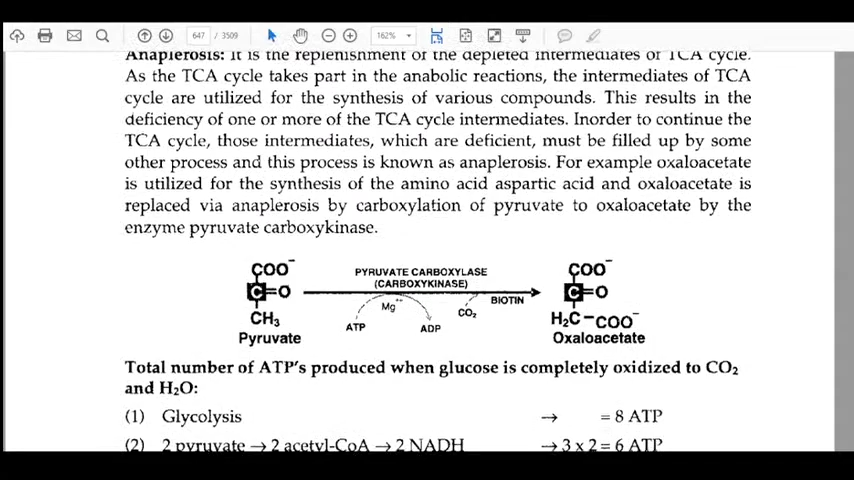 647 / 3509
162%
Anaplerosis: It is the replenishment of the depleted intermediates of TCA cycle.
As the TCA cycle takes part in the anabolic reactions, the intermediates of TCA
cycle are utilized for the synthesis of various compounds. This results in the
deficiency of one or more of the TCA cycle intermediates. Inorder to continue the
TCA cycle, those intermediates, which are deficient, must be filled up by some
other process and this process is known as anaplerosis. For example oxaloacetate
is utilized for the synthesis of the amino acid aspartic acid and oxaloacetate is
replaced via anaplerosis by carboxylation of pyruvate to oxaloacetate by the
enzyme pyruvate carboxykinase.
COO⁻
C=O
CH₃
Pyruvate
PYRUVATE CARBOXYLASE
(CARBOXYKINASE)
Mg⁺⁺
ATP
ADP
CO₂
BIOTIN
COO⁻
C=O
H₂C-COO⁻
Oxaloacetate
Total number of ATP's produced when glucose is completely oxidized to CO₂
and H₂O:
(1) Glycolysis → = 8 ATP
(2) 2 pyruvate → 2 acetyl-CoA → 2 NADH → 3 x 2 = 6 ATP